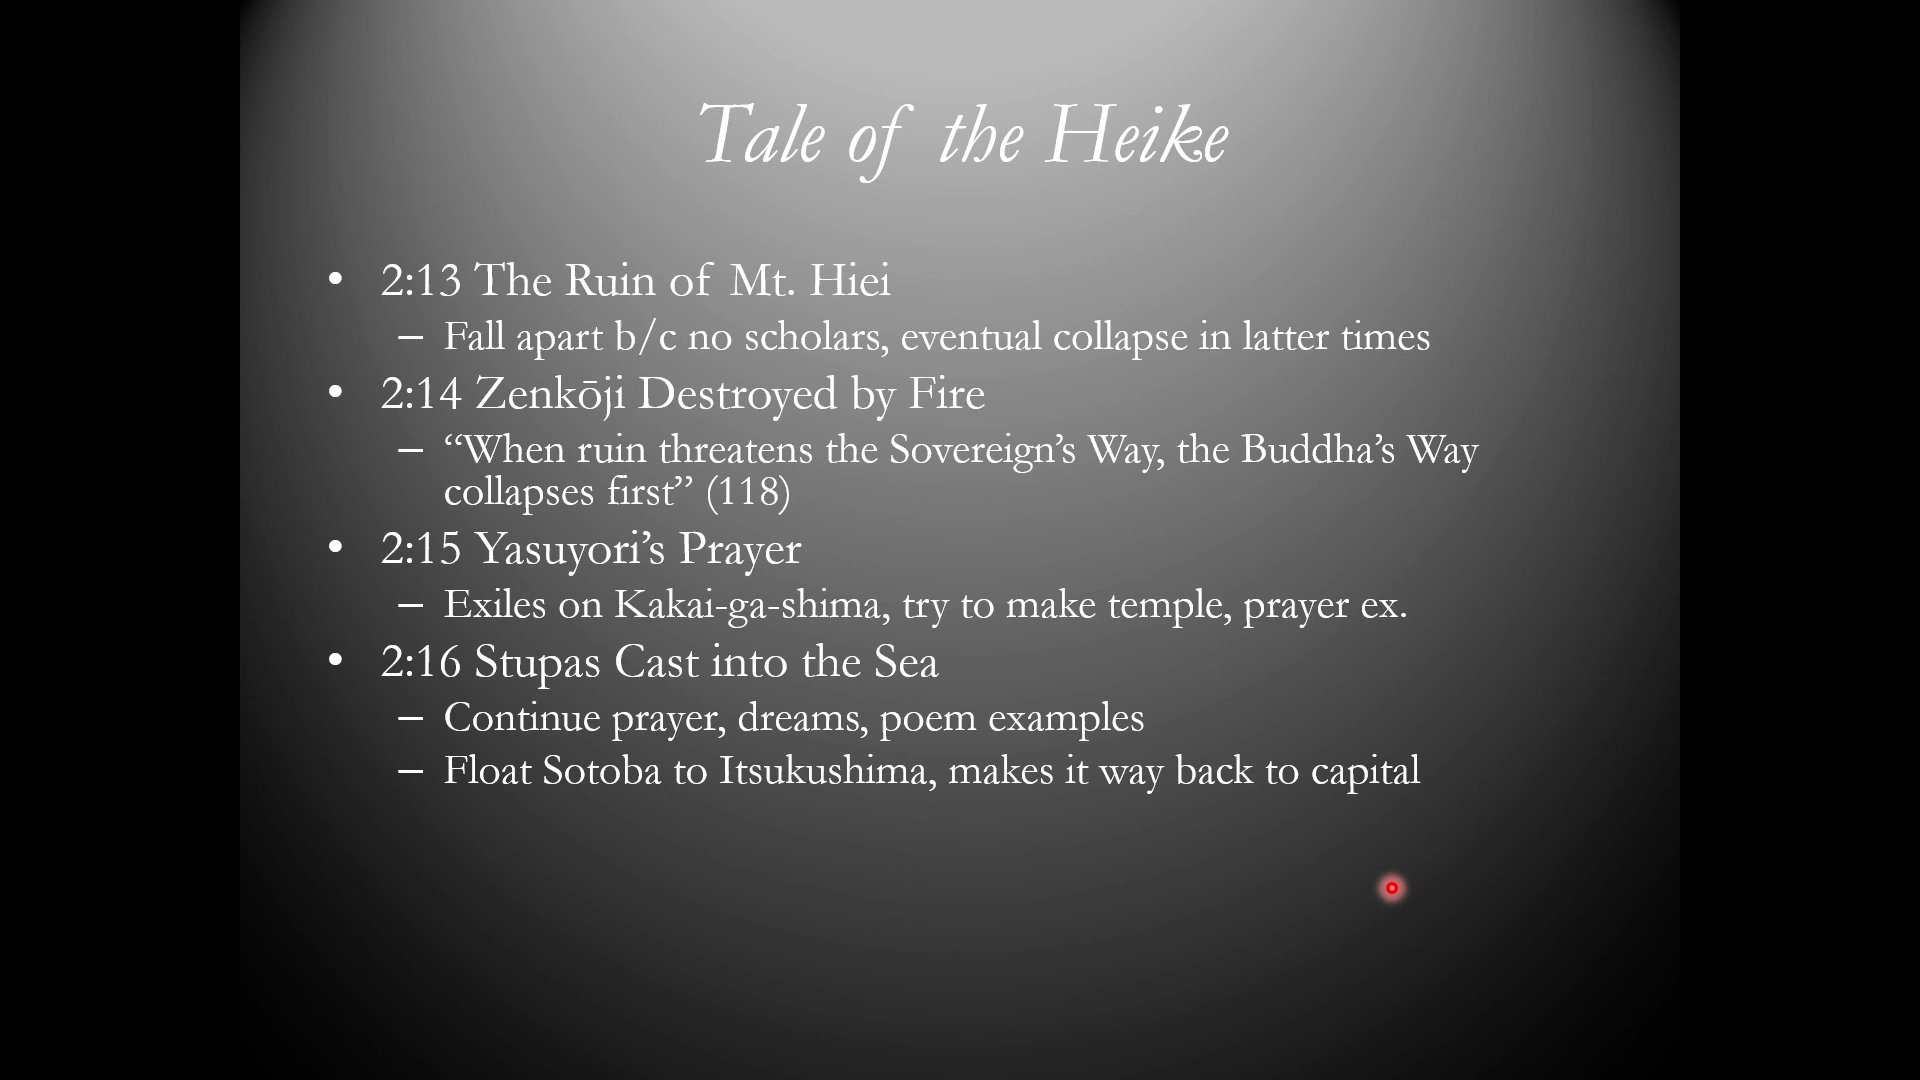 Tale of the Heike
• 2:13 The Ruin of Mt. Hiei
– Fall apart b/c no scholars, eventual collapse in latter times
• 2:14 Zenkōji Destroyed by Fire
– “When ruin threatens the Sovereign’s Way, the Buddha’s Way
collapses first” (118)
• 2:15 Yasuyori’s Prayer
– Exiles on Kakai-ga-shima, try to make temple, prayer ex.
• 2:16 Stupas Cast into the Sea
– Continue prayer, dreams, poem examples
– Float Sotoba to Itsukushima, makes it way back to capital